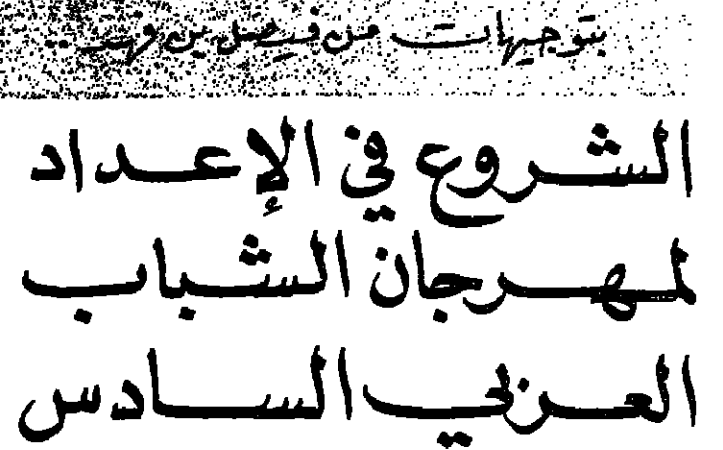 بتوجيهات من فيصل بن فهد..
الشروع في الإعداد
لمهرجان الشباب
العربي السادس